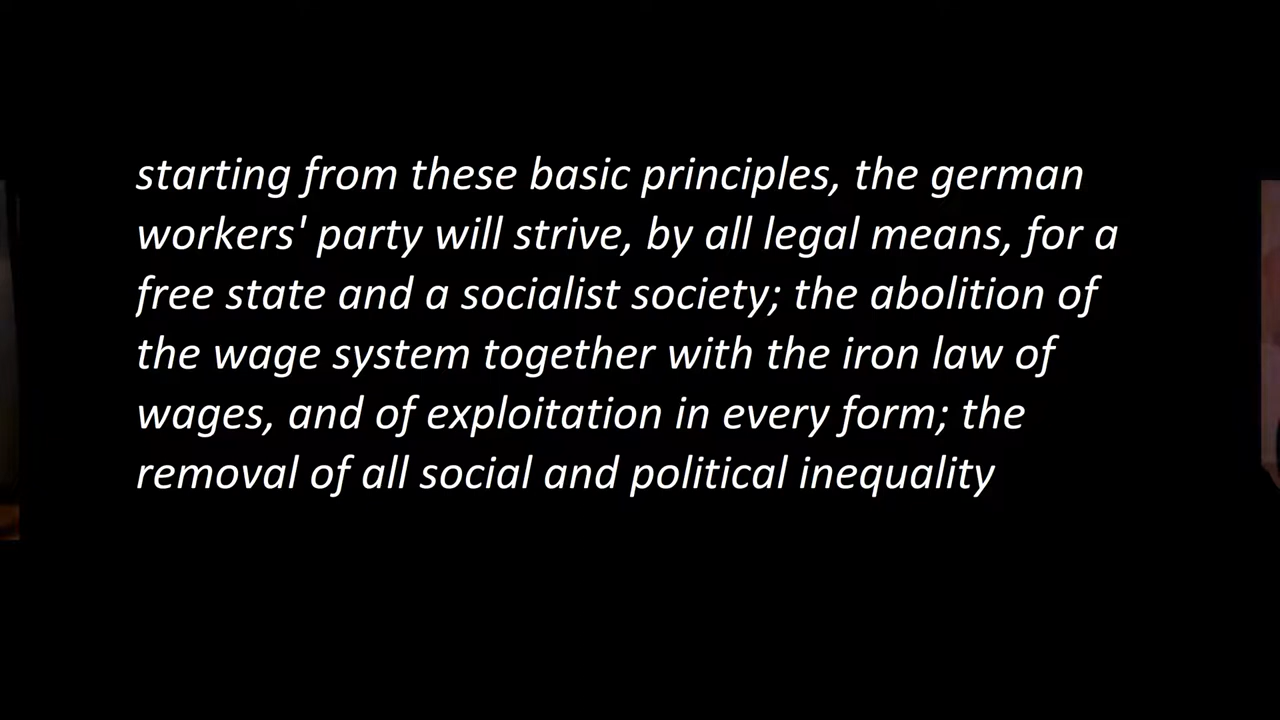 starting from these basic principles, the german
workers' party will strive, by all legal means, for a
free state and a socialist society; the abolition of
the wage system together with the iron law of
wages, and of exploitation in every form; the
removal of all social and political inequality